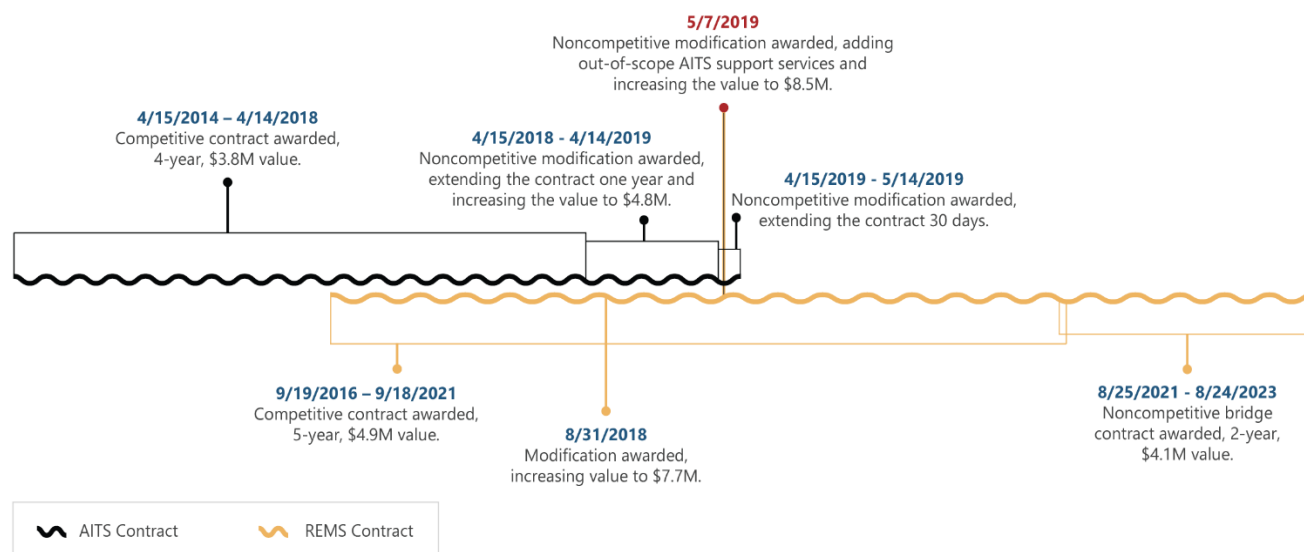 5/7/2019
Noncompetitive modification awarded, adding
out-of-scope AITS support services and
increasing the value to $8.5M.
4/15/2014 – 4/14/2018
Competitive contract awarded,
4-year, $3.8M value.
4/15/2018 - 4/14/2019
Noncompetitive modification awarded,
extending the contract one year and
increasing the value to $4.8M.
4/15/2019 - 5/14/2019
Noncompetitive modification awarded,
extending the contract 30 days.
9/19/2016 – 9/18/2021
Competitive contract awarded,
5-year, $4.9M value.
8/31/2018
Modification awarded,
increasing value to $7.7M.
8/25/2021 - 8/24/2023
Noncompetitive bridge
contract awarded, 2-year,
$4.1M value.
AITS Contract
REMS Contract